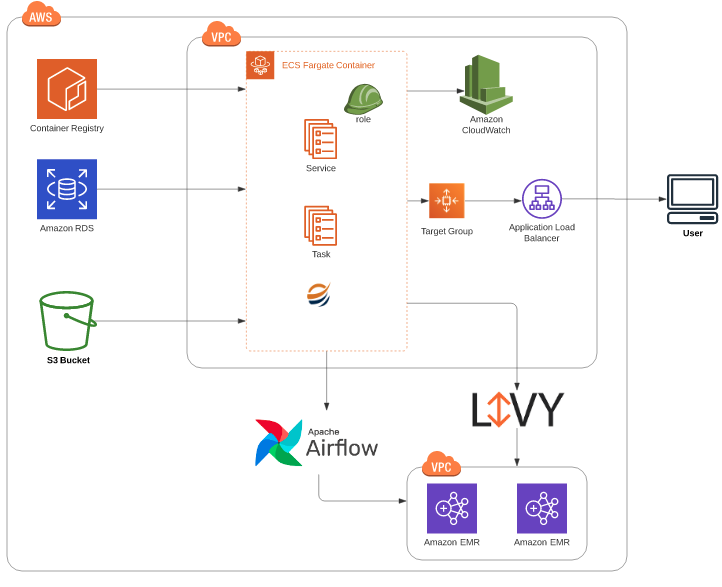 AWS
VPC
ECS Fargate Container
role
Service
Task
Container Registry
Amazon RDS
S3 Bucket
Amazon
CloudWatch
Target Group
Application Load
Balancer
User
Apache
Airflow
LIVY
VPC
Amazon EMR
Amazon EMR